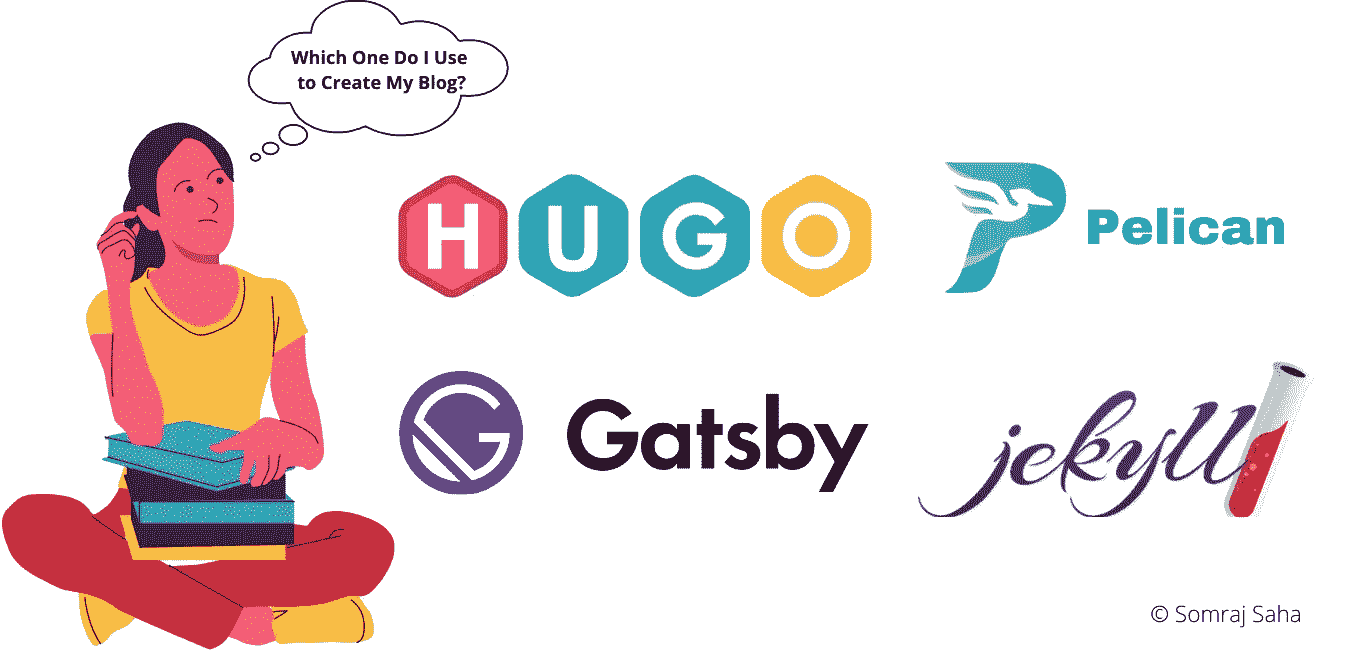 Which One Do I Use
to Create My Blog?
HUGO
Pelican
Gatsby
jekyll
© Somraj Saha